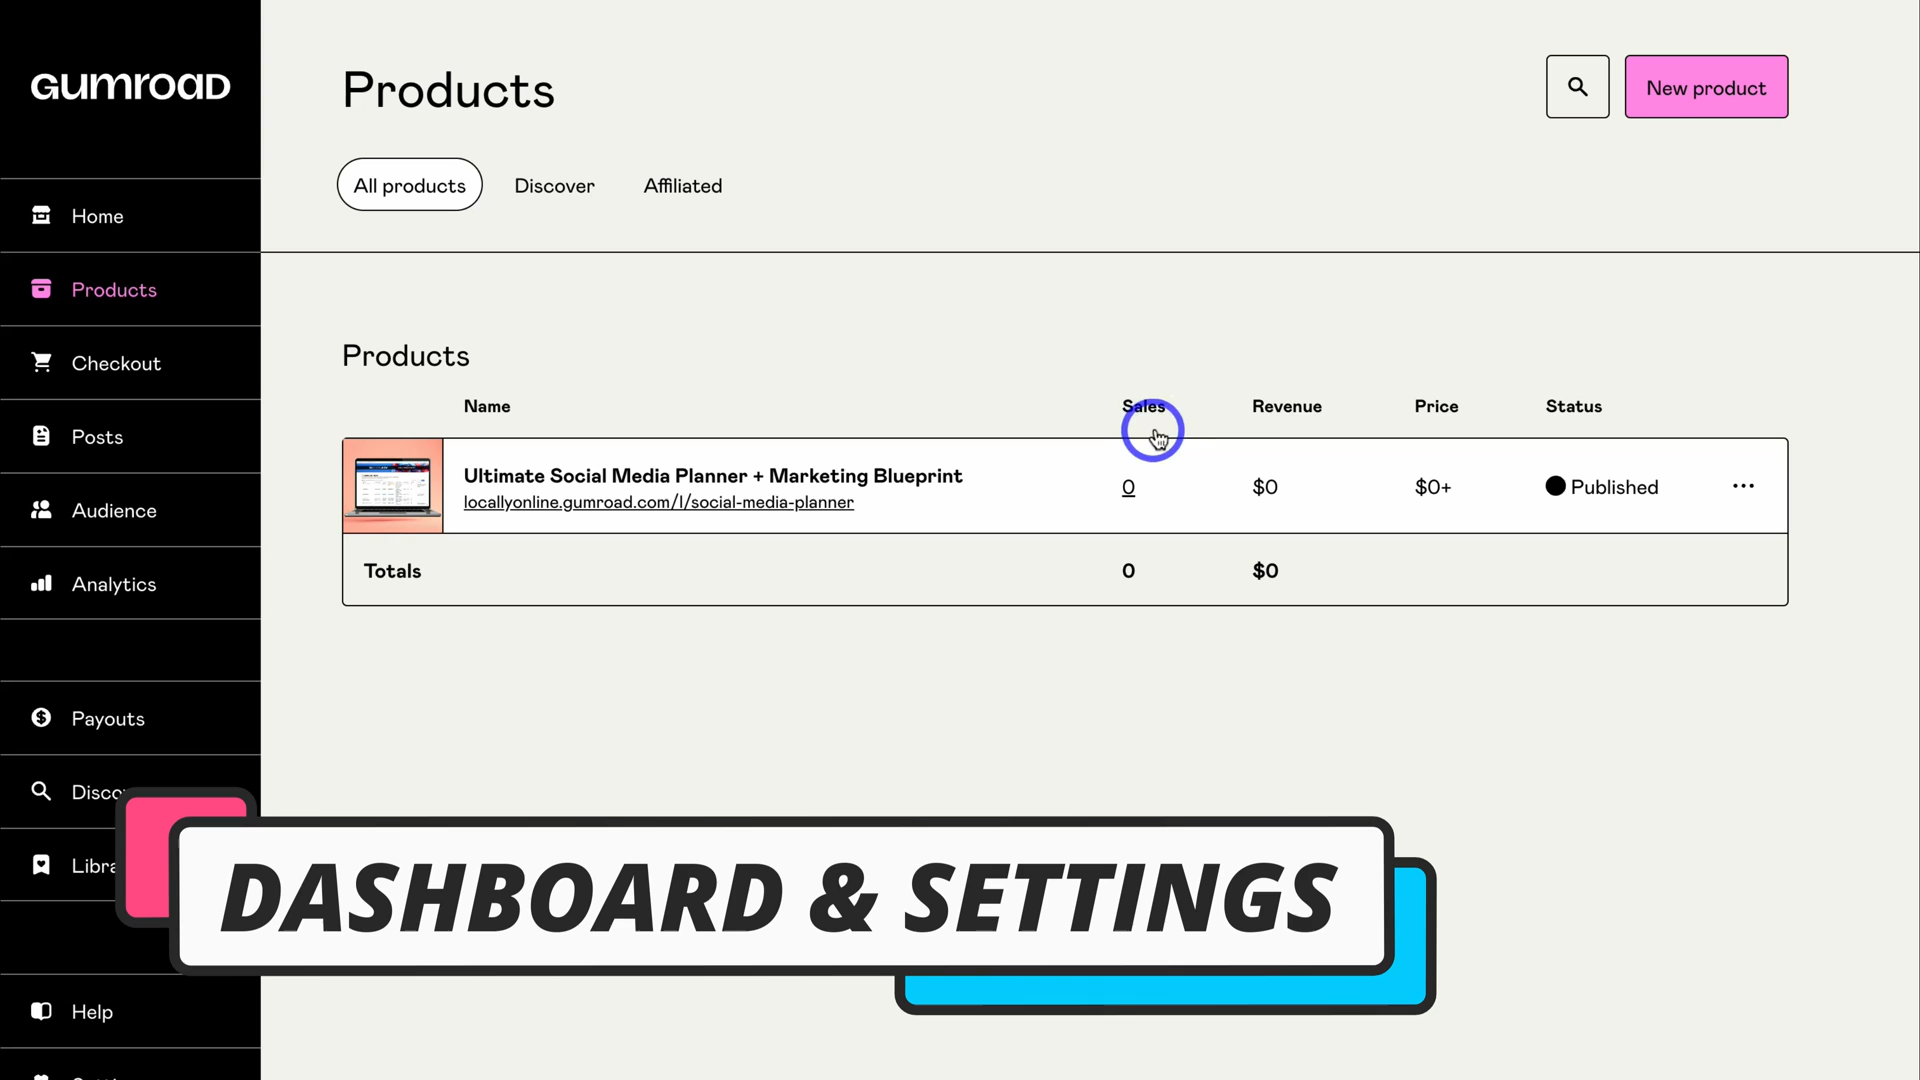 GUMROAD
Home
Products
Checkout
Posts
Audience
Analytics
Payouts
Disco
Libra
Help
Products
New product
All products Discover Affiliated
Products
Name Sales Revenue Price Status
Ultimate Social Media Planner + Marketing Blueprint
locallyonline.gumroad.com/l/social-media-planner
0 $0 $0+ Published
Totals 0 $0
DASHBOARD & SETTINGS